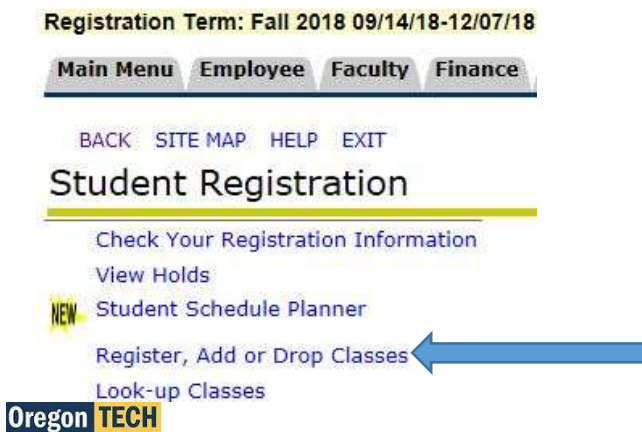 Registration Term: Fall 2018 09/14/18-12/07/18
Main Menu Employee Faculty Finance
BACK SITE MAP HELP EXIT
Student Registration
Check Your Registration Information
View Holds
NEW Student Schedule Planner
Register, Add or Drop Classes
Look-up Classes
Oregon TECH